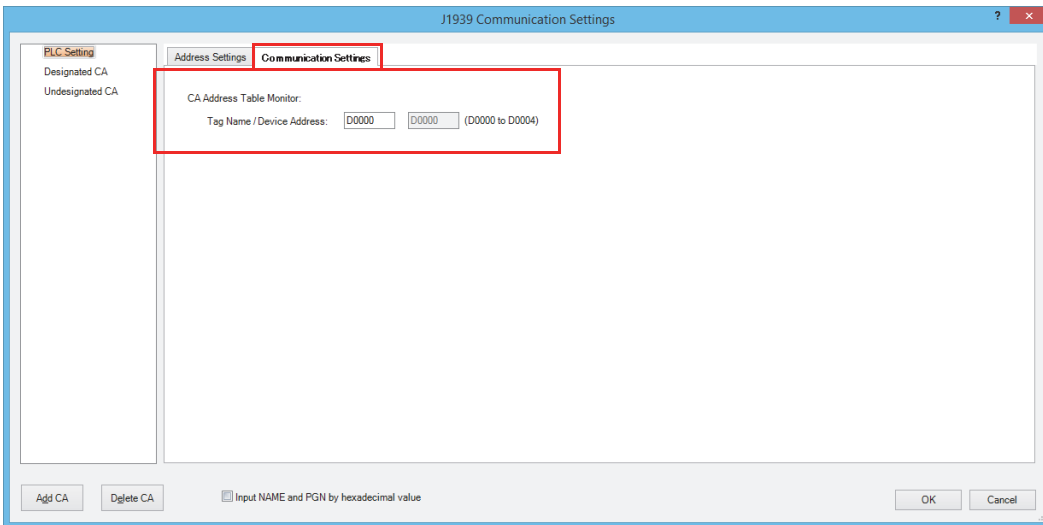 J1939 Communication Settings
?
PLC Setting
Designated CA
Undesignated CA
Address Settings
Communication Settings
CA Address Table Monitor:
Tag Name / Device Address: D0000 D0000 (D0000 to D0004)
Add CA
Delete CA
Input NAME and PGN by hexadecimal value
OK
Cancel